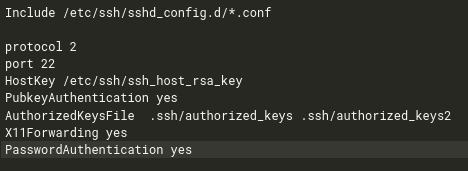 Include /etc/ssh/sshd_config.d/*.conf
protocol 2
port 22
HostKey /etc/ssh/ssh_host_rsa_key
PubkeyAuthentication yes
AuthorizedKeysFile  .ssh/authorized_keys .ssh/authorized_keys2
X11Forwarding yes
PasswordAuthentication yes